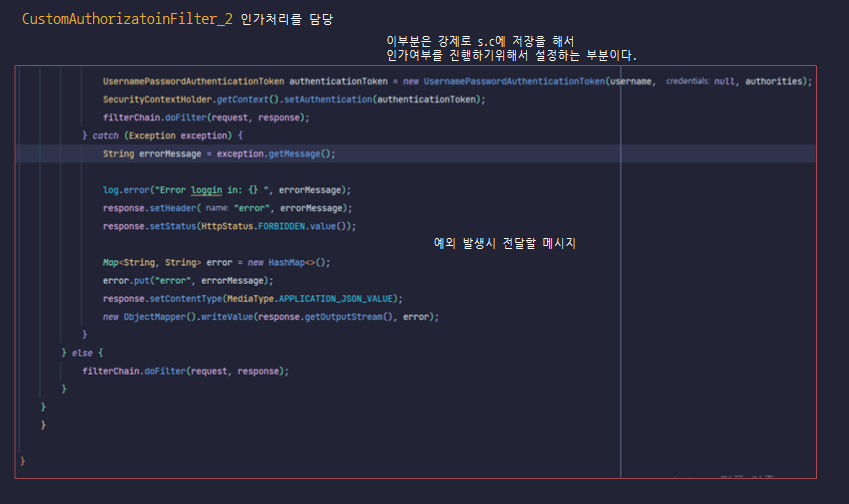 CustomAuthorizatoinFilter_2 인가처리를 담당
이부분은 강제로 s.c에 저장을 해서
인가여부를 진행하기위해서 설정하는 부분이다.
UsernamePasswordAuthenticationToken authenticationToken = new UsernamePasswordAuthenticationToken(username, credentials: null, authorities);
SecurityContextHolder.getContext().setAuthentication(authenticationToken);
filterChain.doFilter(request, response);
} catch (Exception exception) {
String errorMessage = exception.getMessage();
log.error("Error loggin in: {} ", errorMessage);
response.setHeader( name: "error", errorMessage);
response.setStatus(HttpStatus.FORBIDDEN.value());
예외 발생시 전달할 메시지
Map<String, String> error = new HashMap<>();
error.put("error", errorMessage);
response.setContentType(MediaType.APPLICATION_JSON_VALUE);
new ObjectMapper().writeValue(response.getOutputStream(), error);
}
} else {
filterChain.doFilter(request, response);
}
}
}
}